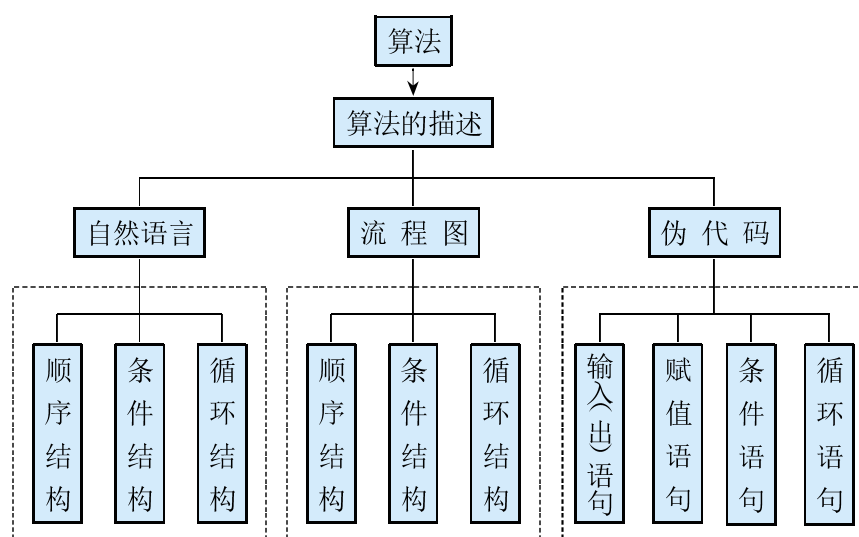 算法
算法的描述
自然语言
流程图
伪代码
顺序结构
条件结构
循环结构
顺序结构
条件结构
循环结构
输入(出)语句
赋值语句
条件语句
循环语句